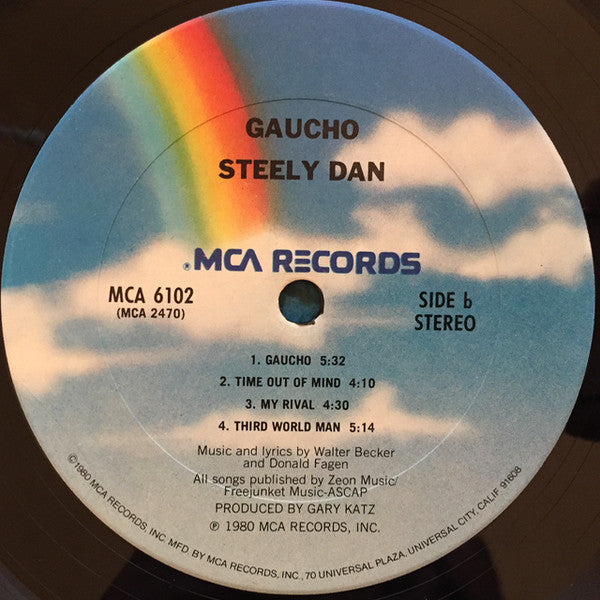 GAUCHO
STEELY DAN
®MCA RECORDS
MCA 6102
(MCA 2470)
SIDE b
STEREO
1. GAUCHO 5:32
2. TIME OUT OF MIND 4:10
3. MY RIVAL 4:30
4. THIRD WORLD MAN 5:14
Music and lyrics by Walter Becker
and Donald Fagen
All songs published by Zeon Music/
Freejunket Music-ASCAP
PRODUCED BY GARY KATZ
℗ 1980 MCA RECORDS, INC.
©1980 MCA RECORDS, INC. MFD. BY MCA RECORDS, INC., 70 UNIVERSAL PLAZA, UNIVERSAL CITY, CALIF. 91608